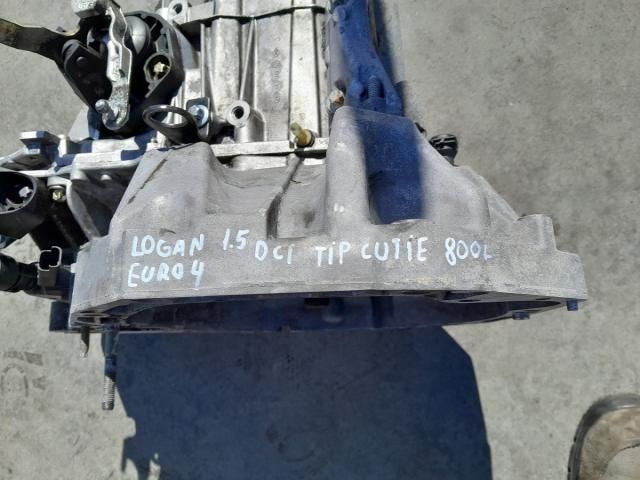 LOGAN 1.5 DCI TIP CUTIE 800L
EURO 4